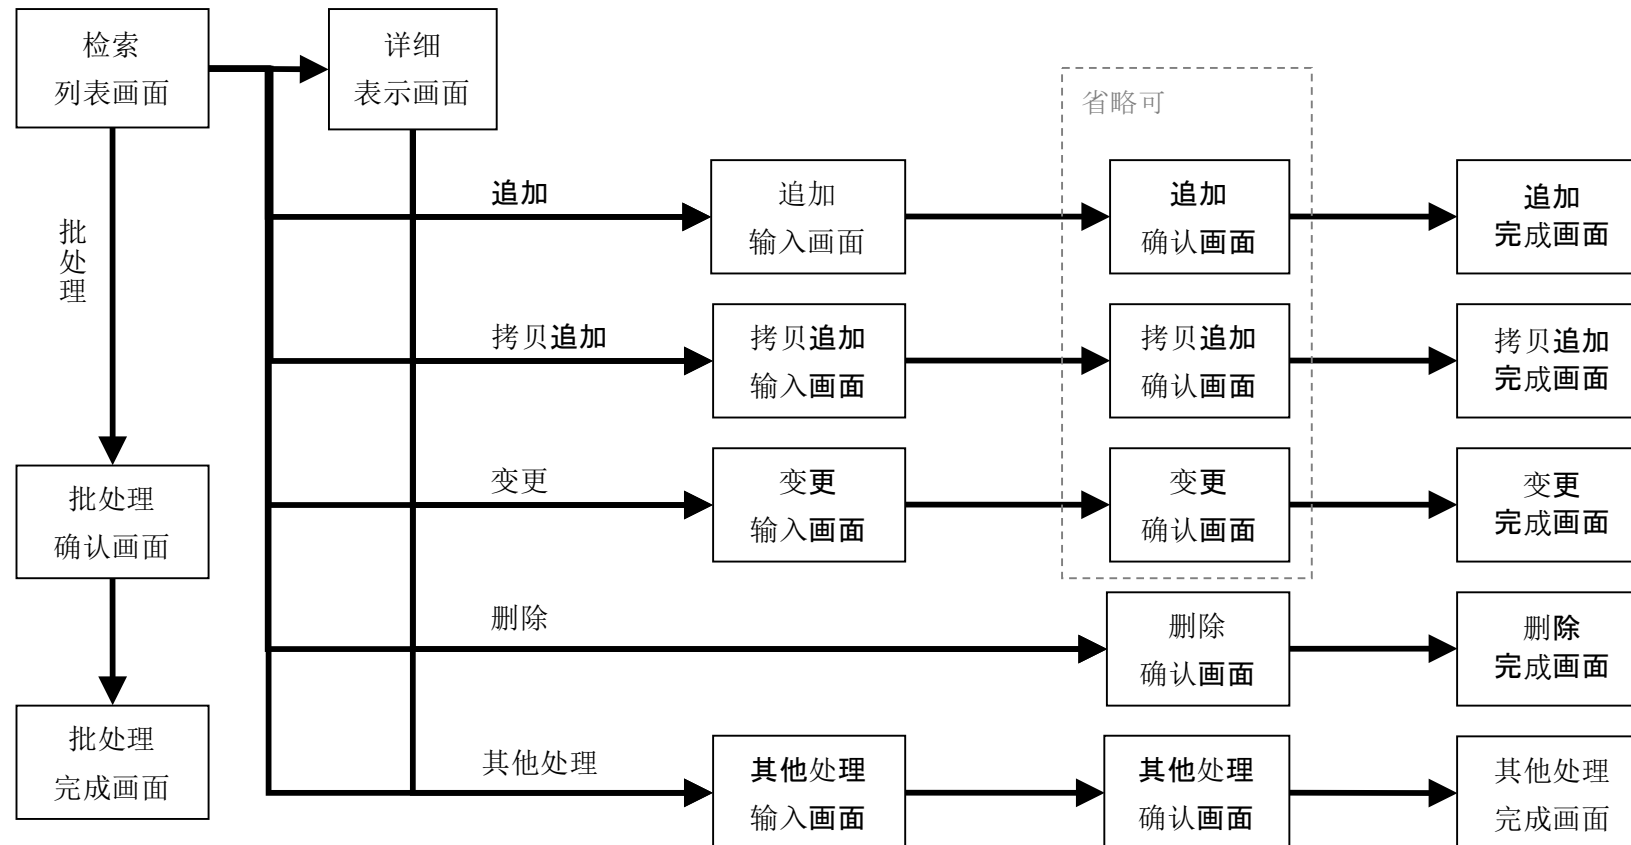 检索
列表画面
详细
表示画面
省略可
追加
追加
输入画面
追加
确认画面
追加
完成画面
批
处
理
拷贝追加
拷贝追加
输入画面
拷贝追加
确认画面
拷贝追加
完成画面
变更
变更
输入画面
变更
确认画面
变更
完成画面
批处理
确认画面
删除
删除
确认画面
删除
完成画面
批处理
完成画面
其他处理
其他处理
输入画面
其他处理
确认画面
其他处理
完成画面